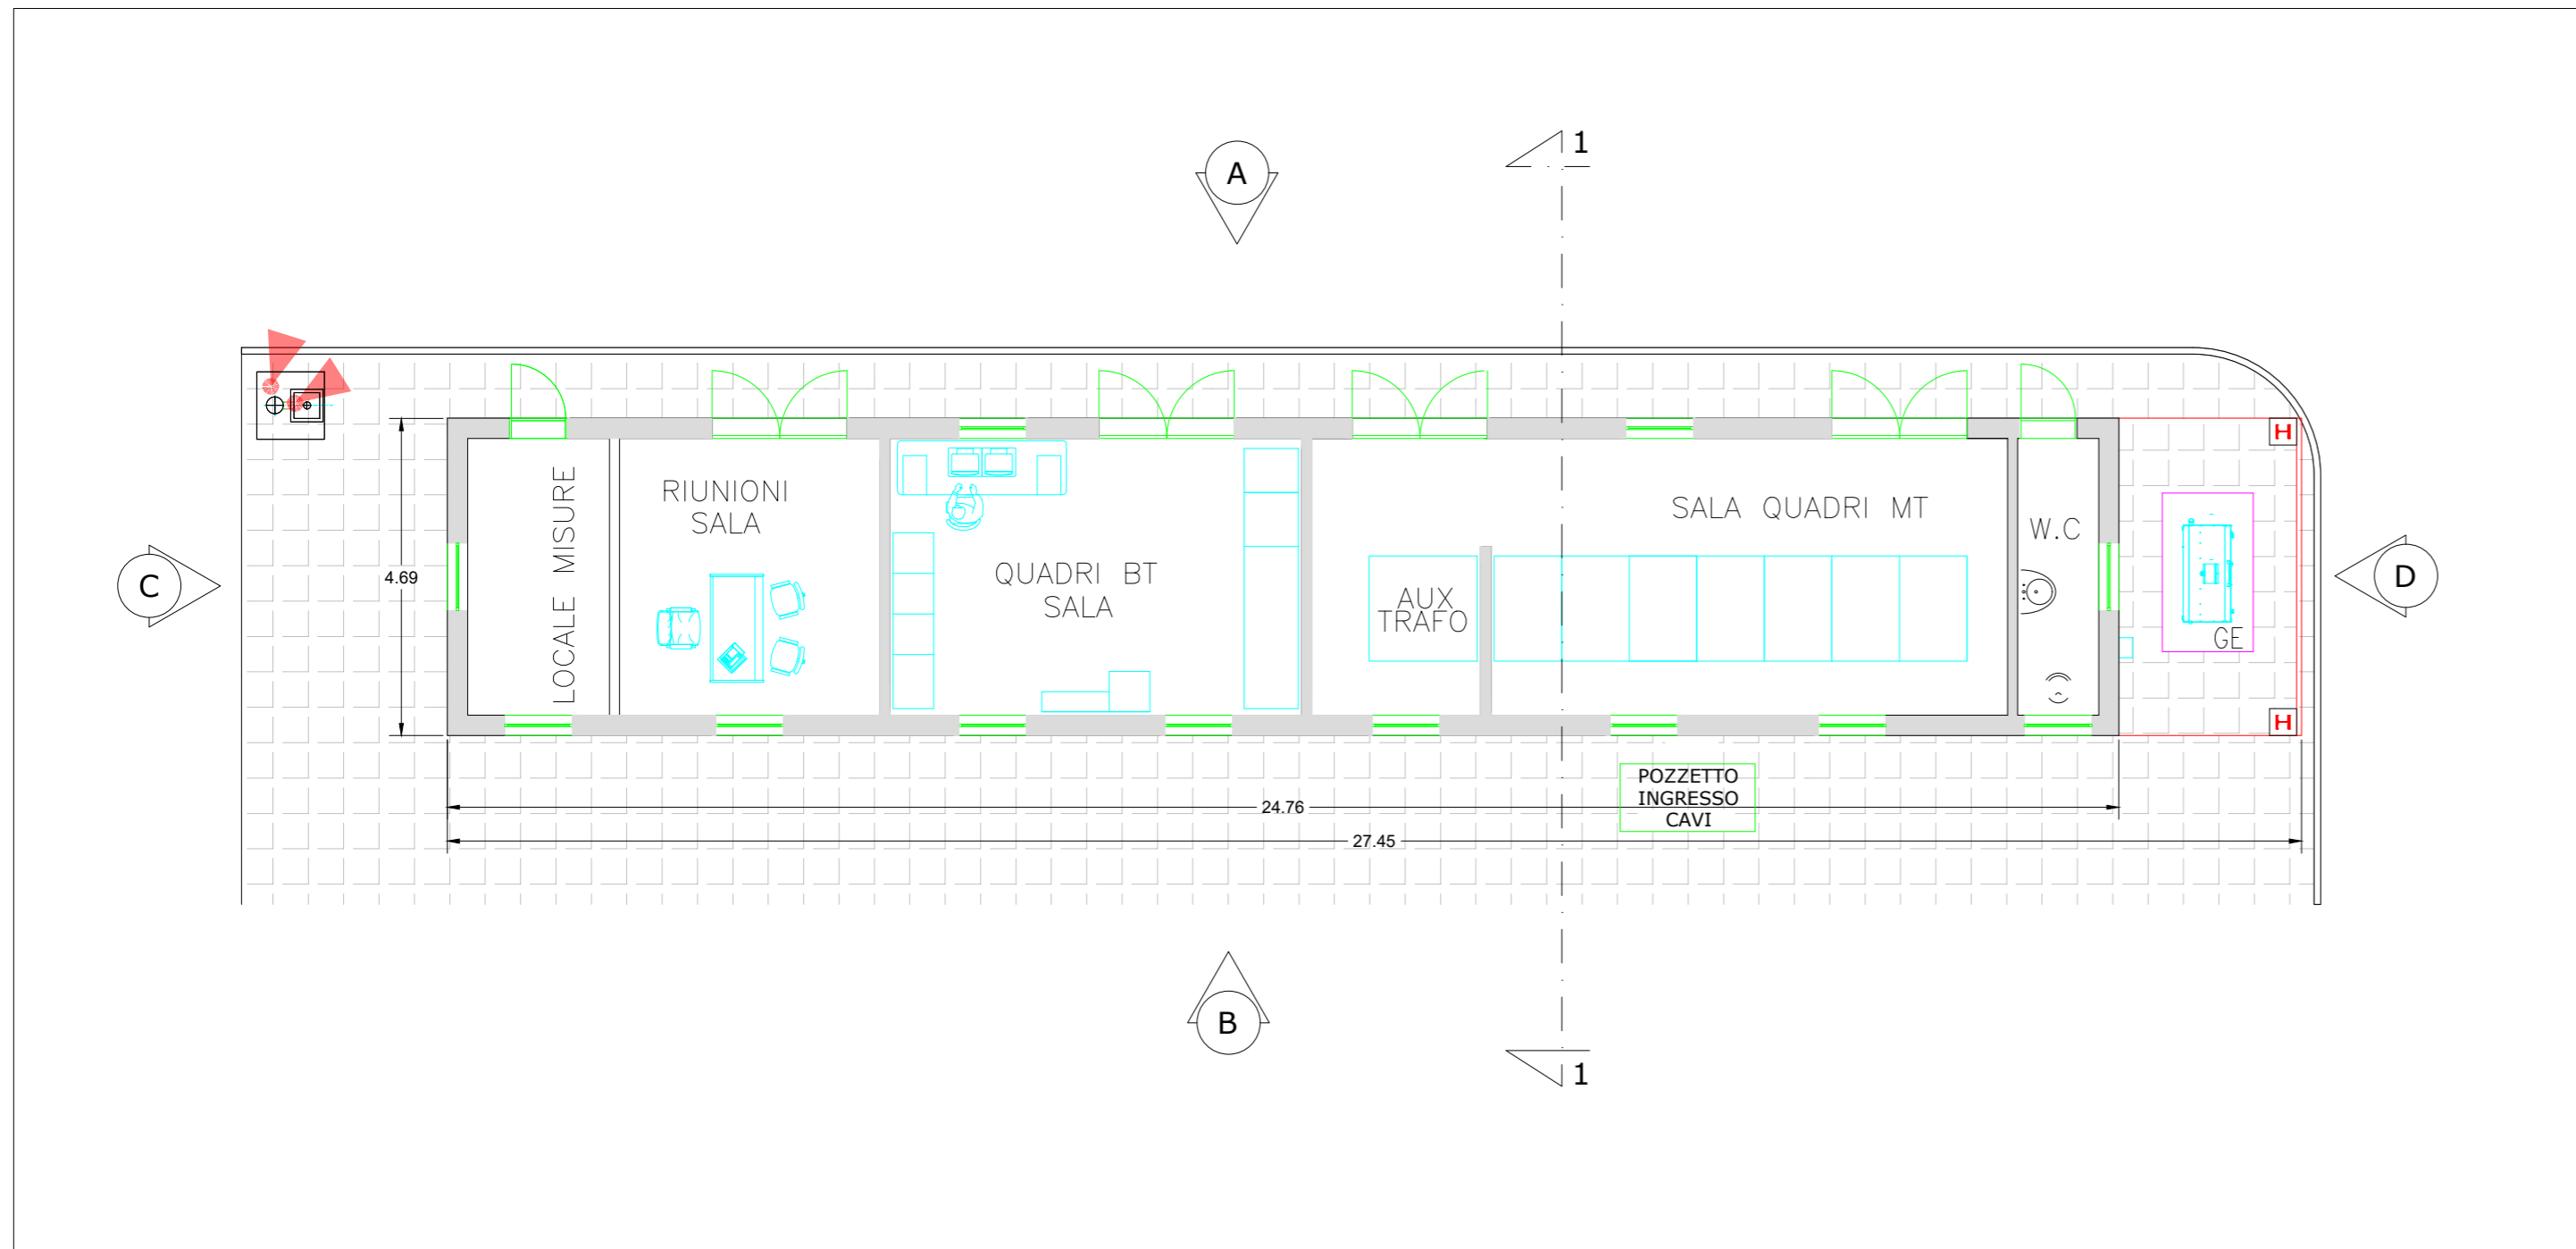 1
A
H
RIUNIONI
SALA
LOCALE MISURE
SALA QUADRI MT
W.C
QUADRI BT
SALA
AUX
TRAFO
C
4.69
D
GE
H
POZZETTO
INGRESSO
CAVI
24.76
27.45
B
1